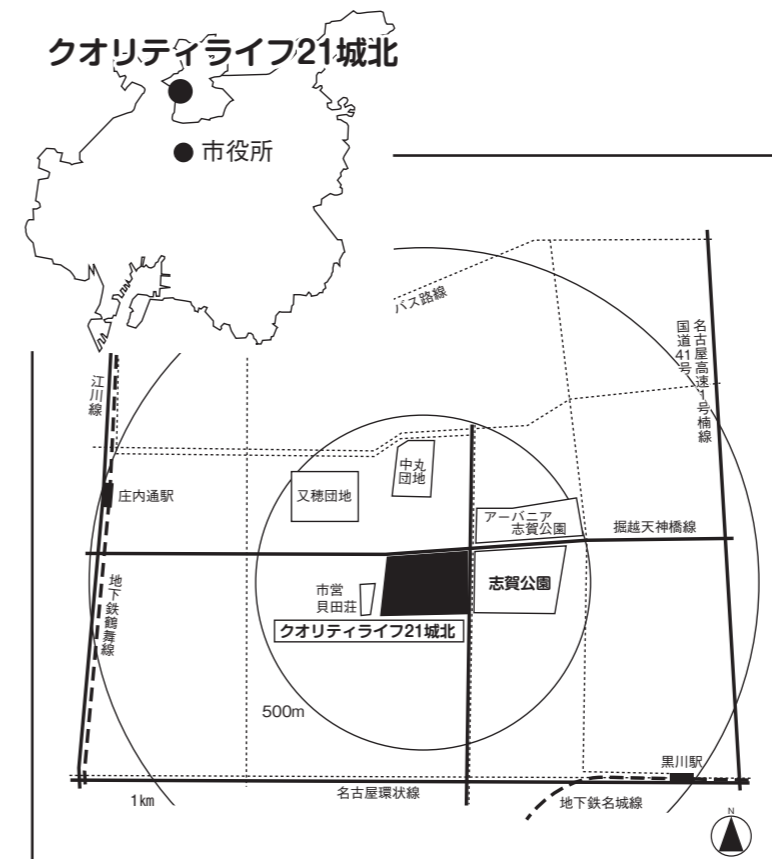 クオリティライフ21城北
市役所
バス路線
名古屋高速1号楠線
国道41号
江川線
中丸
団地
又穂団地
庄内通駅
アーバニア
志賀公園
掘越天神橋線
地下鉄鶴舞線
市営
貝田荘
志賀公園
クオリティライフ21城北
500m
黒川駅
1km
名古屋環状線
地下鉄名城線
N